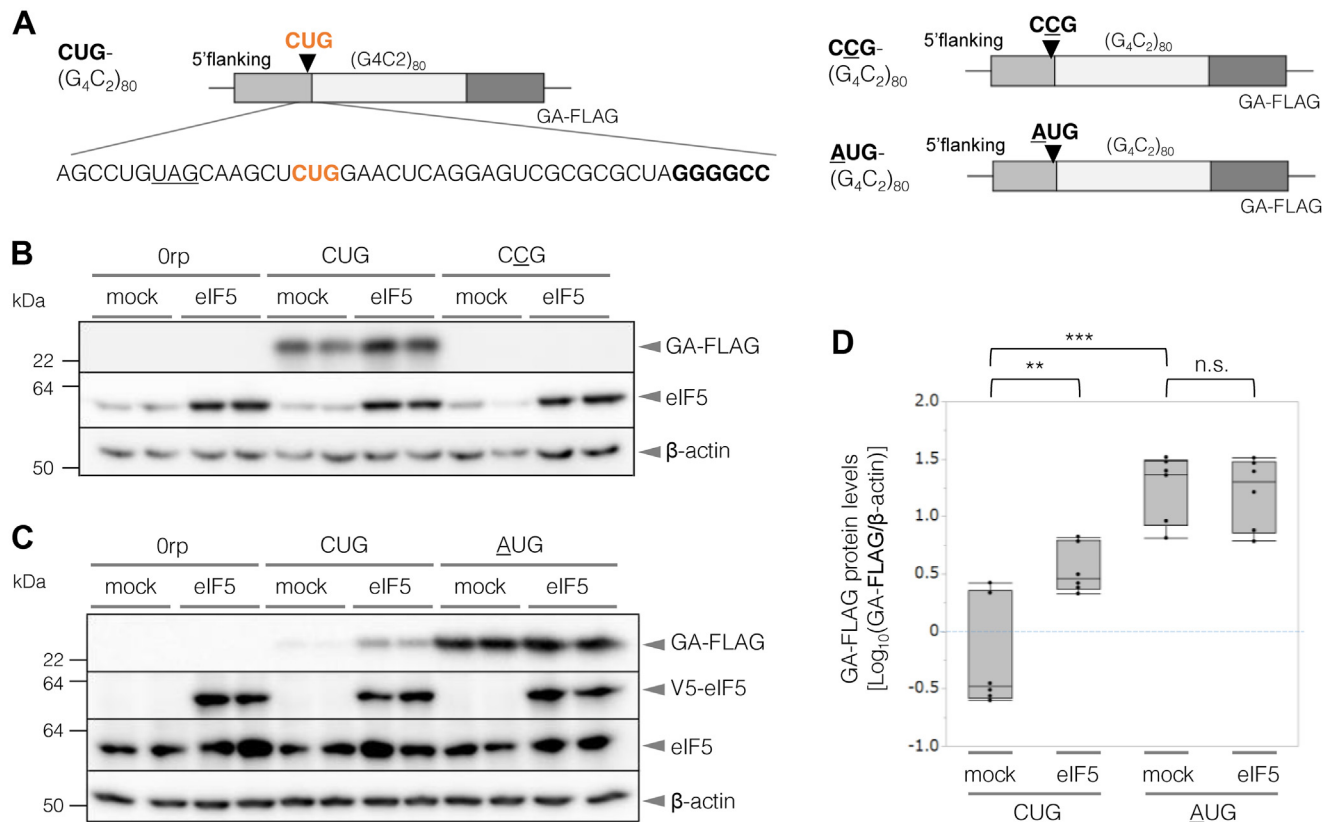 A
CUG-
(G4C2)80
5'flanking
CUG
(G4C2)80
GA-FLAG
AGCCUGUAGCAAGCUCUGGAACUCAGGAGUCGCGCGCUAGGGGCC
CCG-
(G4C2)80
5'flanking
CCG
(G4C2)80
GA-FLAG
AUG-
(G4C2)80
5'flanking
AUG
(G4C2)80
GA-FLAG
B
0rp CUG CCG
kDa
mock eIF5 mock eIF5 mock eIF5
GA-FLAG
22
64
eIF5
β-actin
50
C
0rp CUG AUG
kDa
mock eIF5 mock eIF5 mock eIF5
GA-FLAG
22
64
V5-eIF5
64
eIF5
β-actin
50
D
***
** n.s.
GA-FLAG protein levels
[Log10(GA-FLAG/β-actin)]
2.0
1.5
1.0
0.5
0
-0.5
-1.0
mock eIF5 mock eIF5
CUG AUG